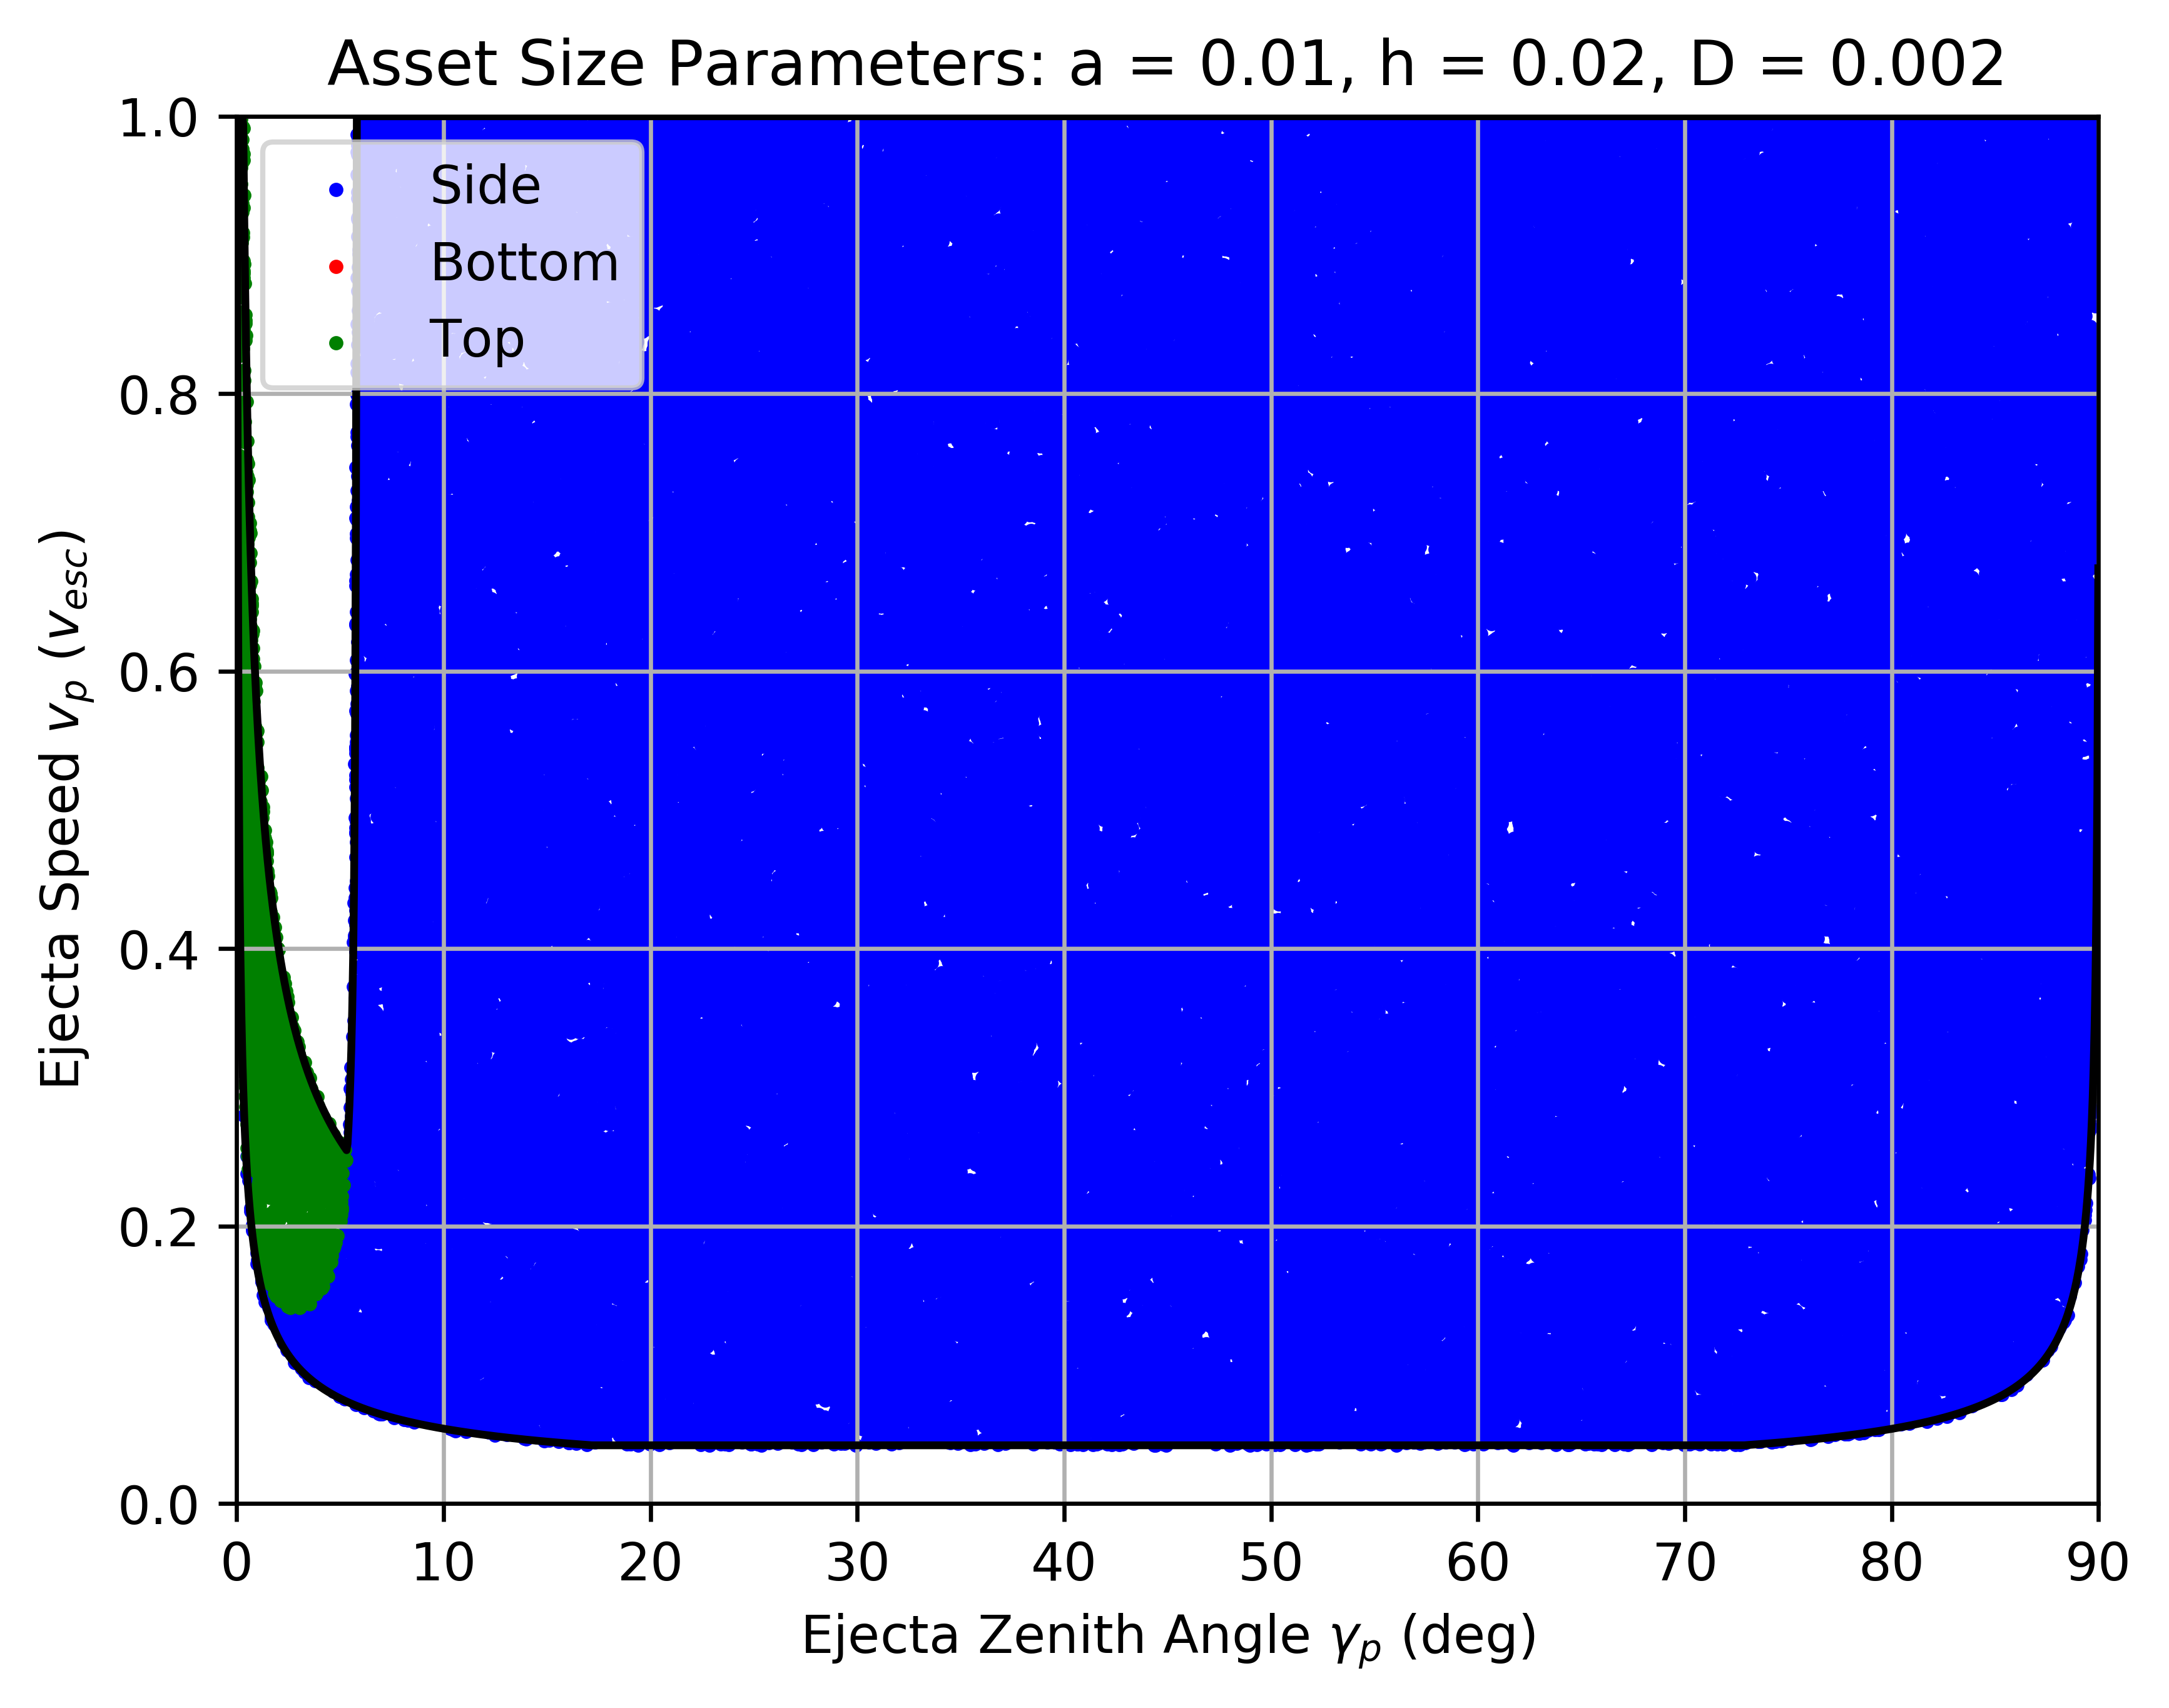 Asset Size Parameters: a = 0.01, h = 0.02, D = 0.002
1.0
0.8
0.6
0.4
0.2
0.0
Ejecta Speed v_p (v_esc)
Side
Bottom
Top
0 10 20 30 40 50 60 70 80 90
Ejecta Zenith Angle γ_p (deg)